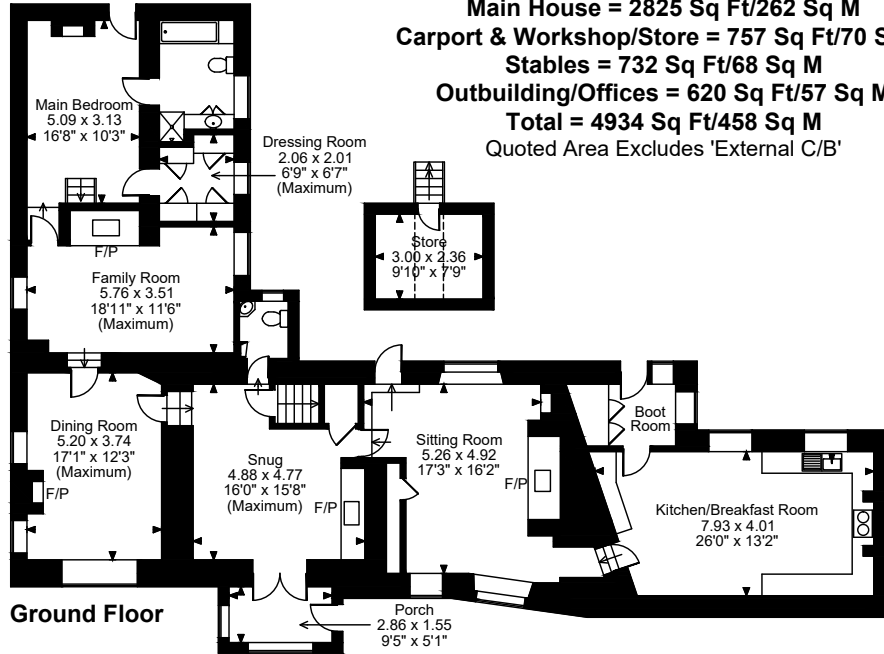 Main House = 2825 Sq Ft/262 Sq M
Carport & Workshop/Store = 757 Sq Ft/70 S
Stables = 732 Sq Ft/68 Sq M
Outbuilding/Offices = 620 Sq Ft/57 Sq M
Total = 4934 Sq Ft/458 Sq M
Quoted Area Excludes 'External C/B'
Main Bedroom
5.09 x 3.13
16'8" x 10'3"
Dressing Room
2.06 x 2.01
6'9" x 6'7"
(Maximum)
Store
3.00 x 2.36
9'10" x 7'9"
F/P
Family Room
5.76 x 3.51
18'11" x 11'6"
(Maximum)
Dining Room
5.20 x 3.74
17'1" x 12'3"
(Maximum)
F/P
Snug
4.88 x 4.77
16'0" x 15'8"
(Maximum)
F/P
Sitting Room
5.26 x 4.92
17'3" x 16'2"
F/P
Boot
Room
Kitchen/Breakfast Room
7.93 x 4.01
26'0" x 13'2"
Ground Floor
Porch
2.86 x 1.55
9'5" x 5'1"